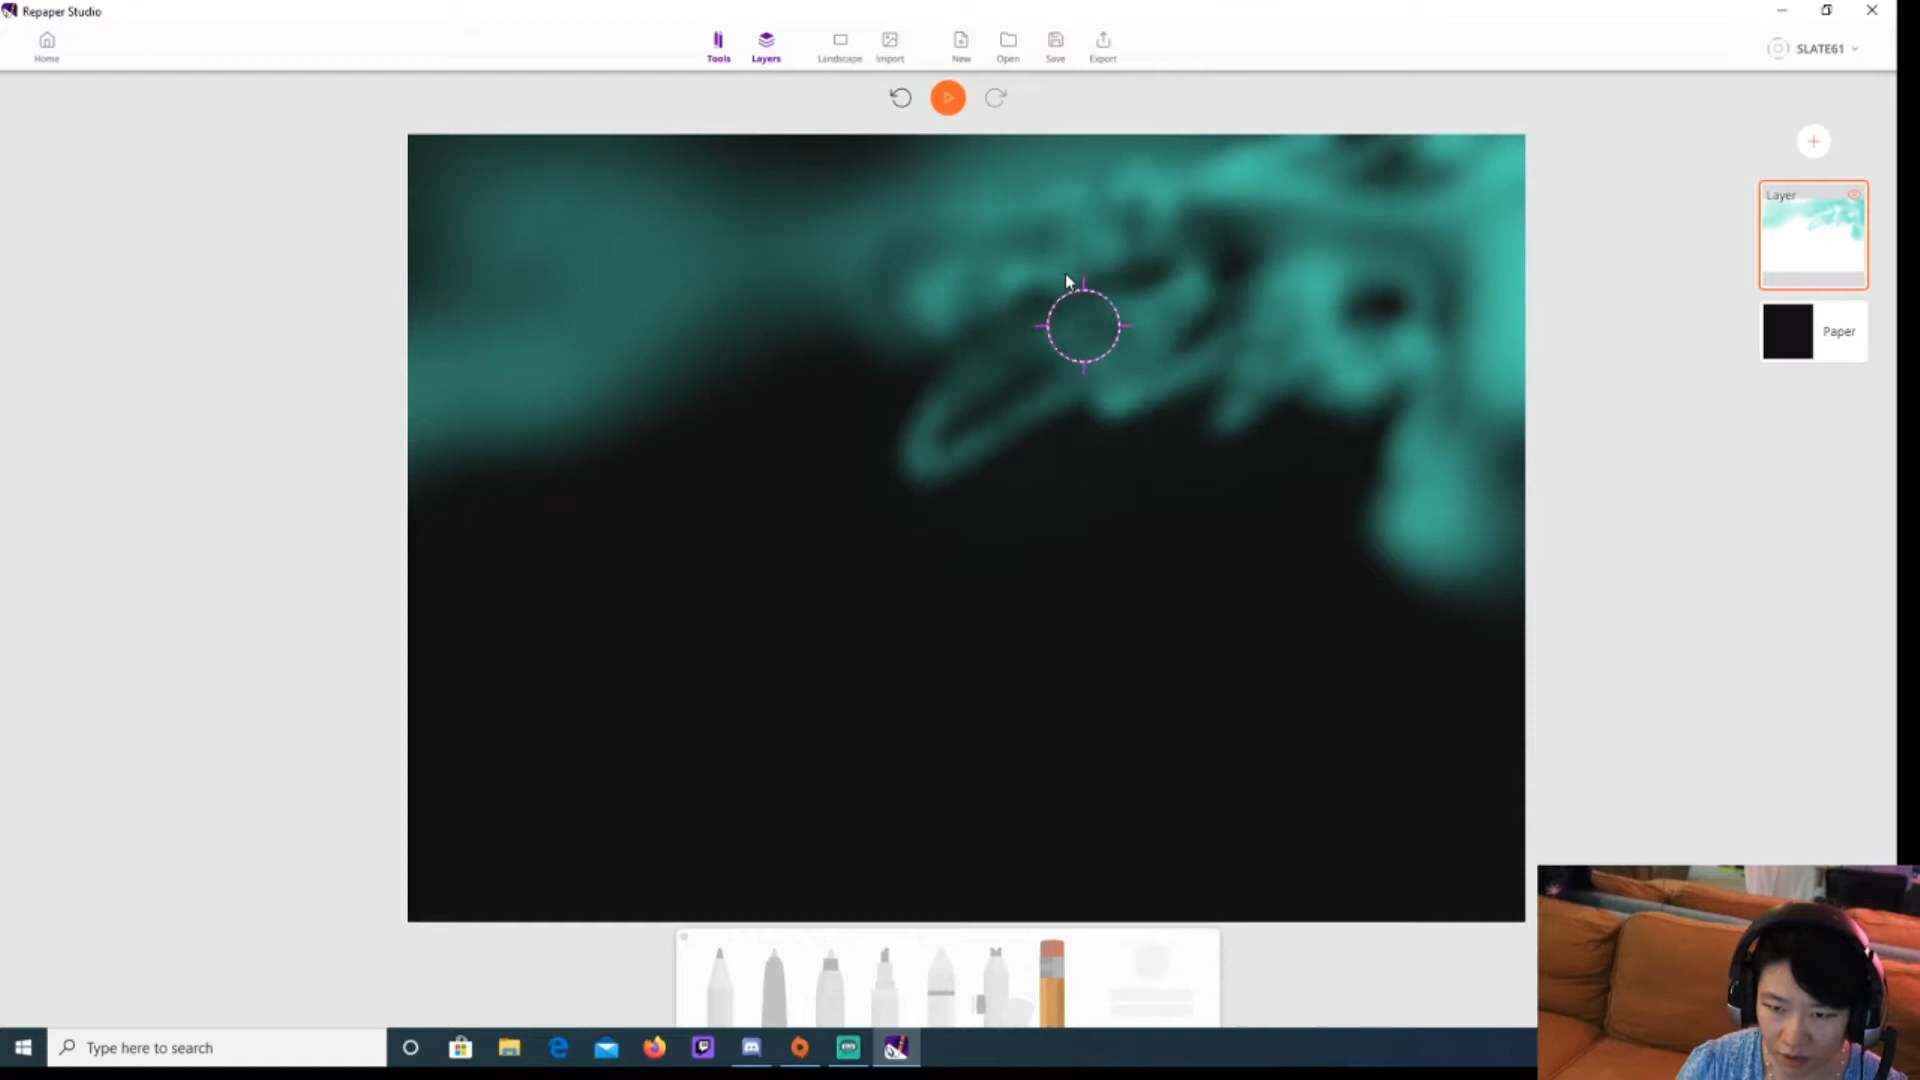 Repaper Studio
Home
Tools
Layers
Landscape
Import
New
Open
Save
Export
SLATE61
Layer
Paper
Type here to search